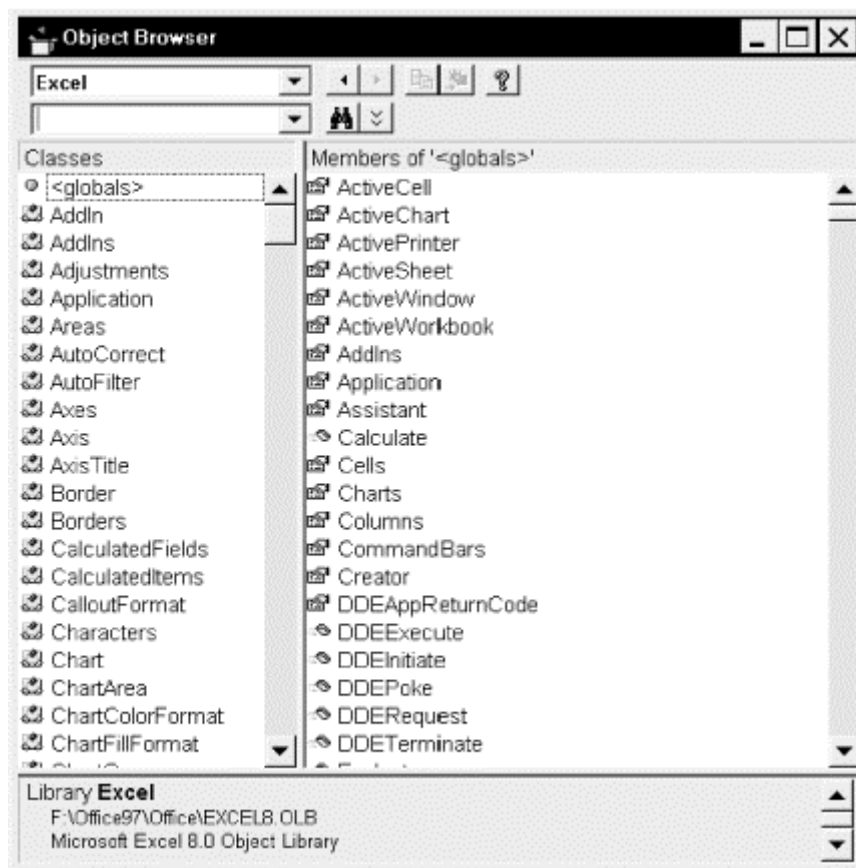 Object Browser
Excel
Classes
Members of '<globals>'
<globals>
AddIn
AddIns
Adjustments
Application
Areas
AutoCorrect
AutoFilter
Axes
Axis
AxisTitle
Border
Borders
CalculatedFields
CalculatedItems
CalloutFormat
Characters
Chart
ChartArea
ChartColorFormat
ChartFillFormat
ActiveCell
ActiveChart
ActivePrinter
ActiveSheet
ActiveWindow
ActiveWorkbook
AddIns
Application
Assistant
Calculate
Cells
Charts
Columns
CommandBars
Creator
DDEAppReturnCode
DDEExecute
DDEInitiate
DDEPoke
DDERequest
DDETerminate
Library Excel
F:\Office97\Office\EXCEL8.OLB
Microsoft Excel 8.0 Object Library